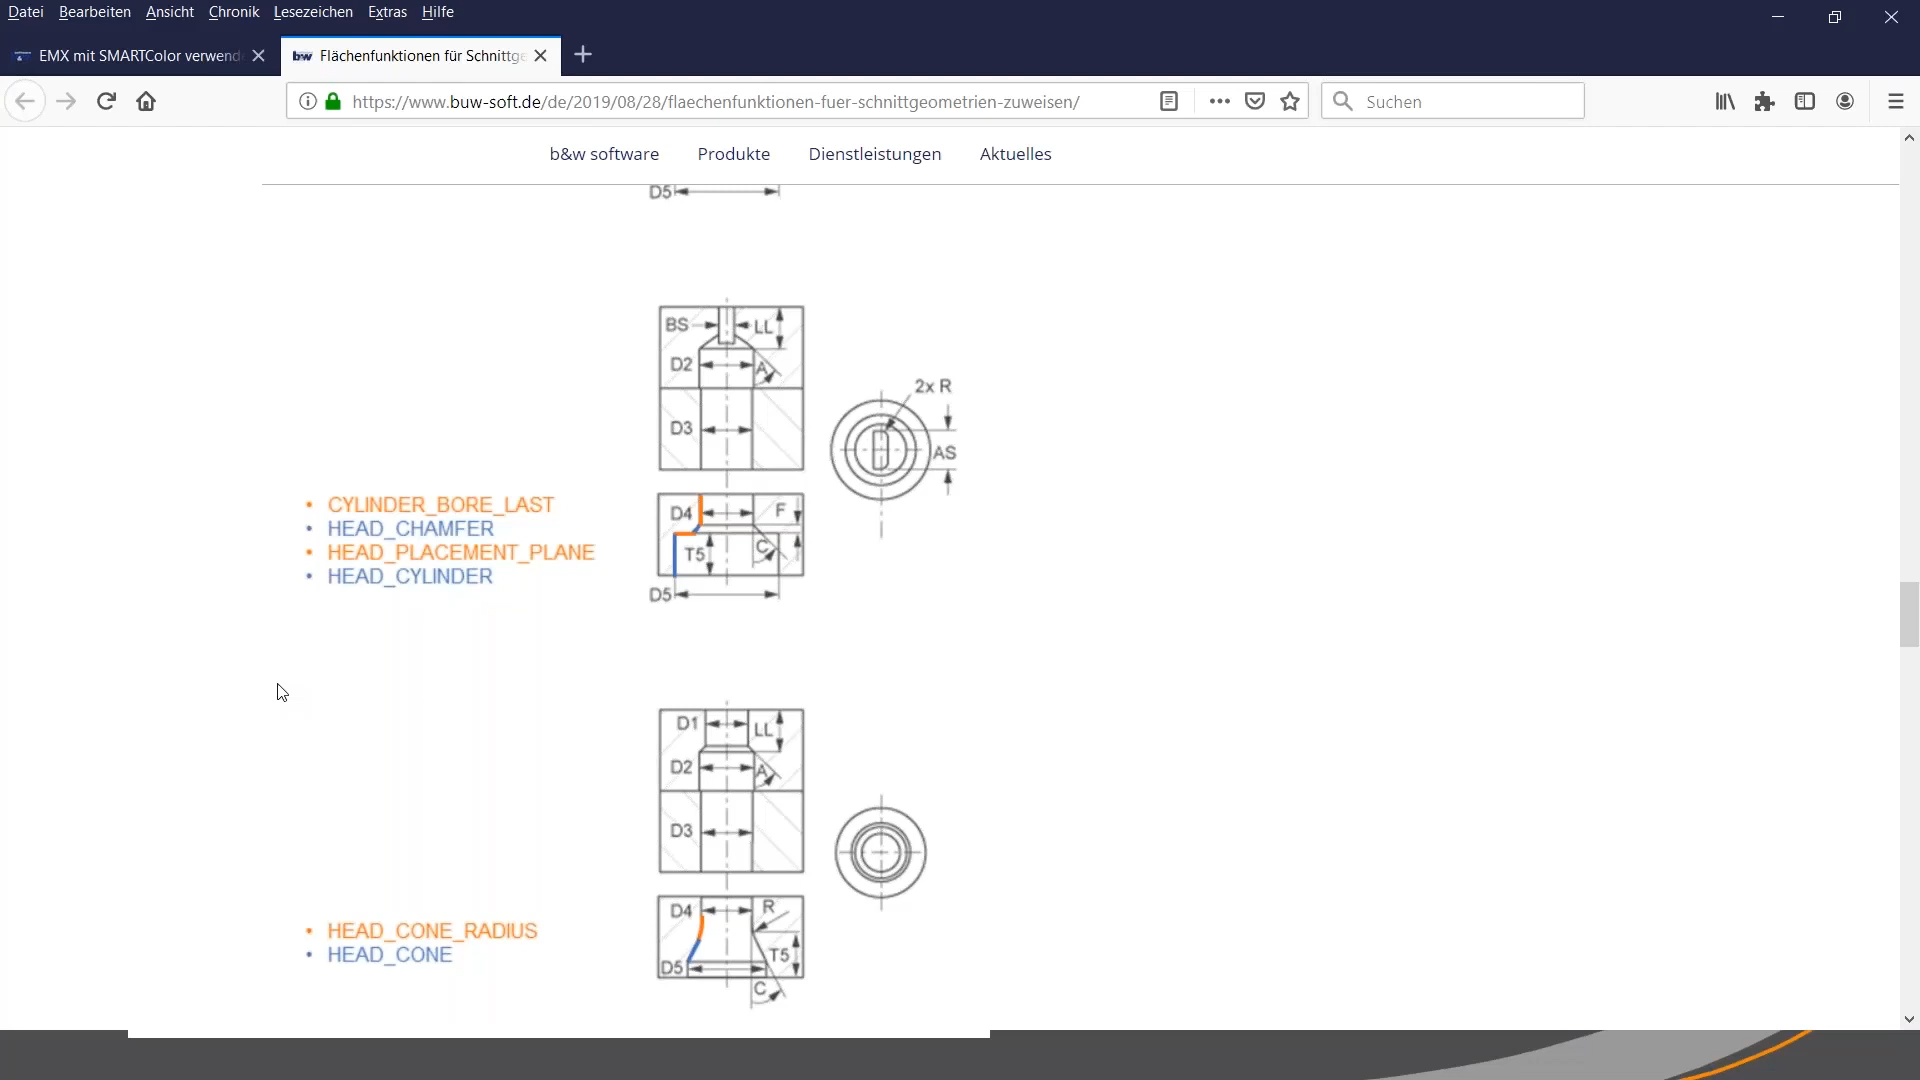 Datei Bearbeiten Ansicht Chronik Lesezeichen Extras Hilfe
EMX mit SMARTColor verwend
bw Flächenfunktionen für Schnittge
https://www.buw-soft.de/de/2019/08/28/flaechenfunktionen-fuer-schnittgeometrien-zuweisen/
Suchen
b&w software Produkte Dienstleistungen Aktuelles
D5
BS LL
D2 A
D3
2x R
AS
D4 F
T5 C
D5
• CYLINDER_BORE_LAST
• HEAD_CHAMFER
• HEAD_PLACEMENT_PLANE
• HEAD_CYLINDER
D1 LL
D2 A
D3
D4 R
T5
D5
C
• HEAD_CONE_RADIUS
• HEAD_CONE